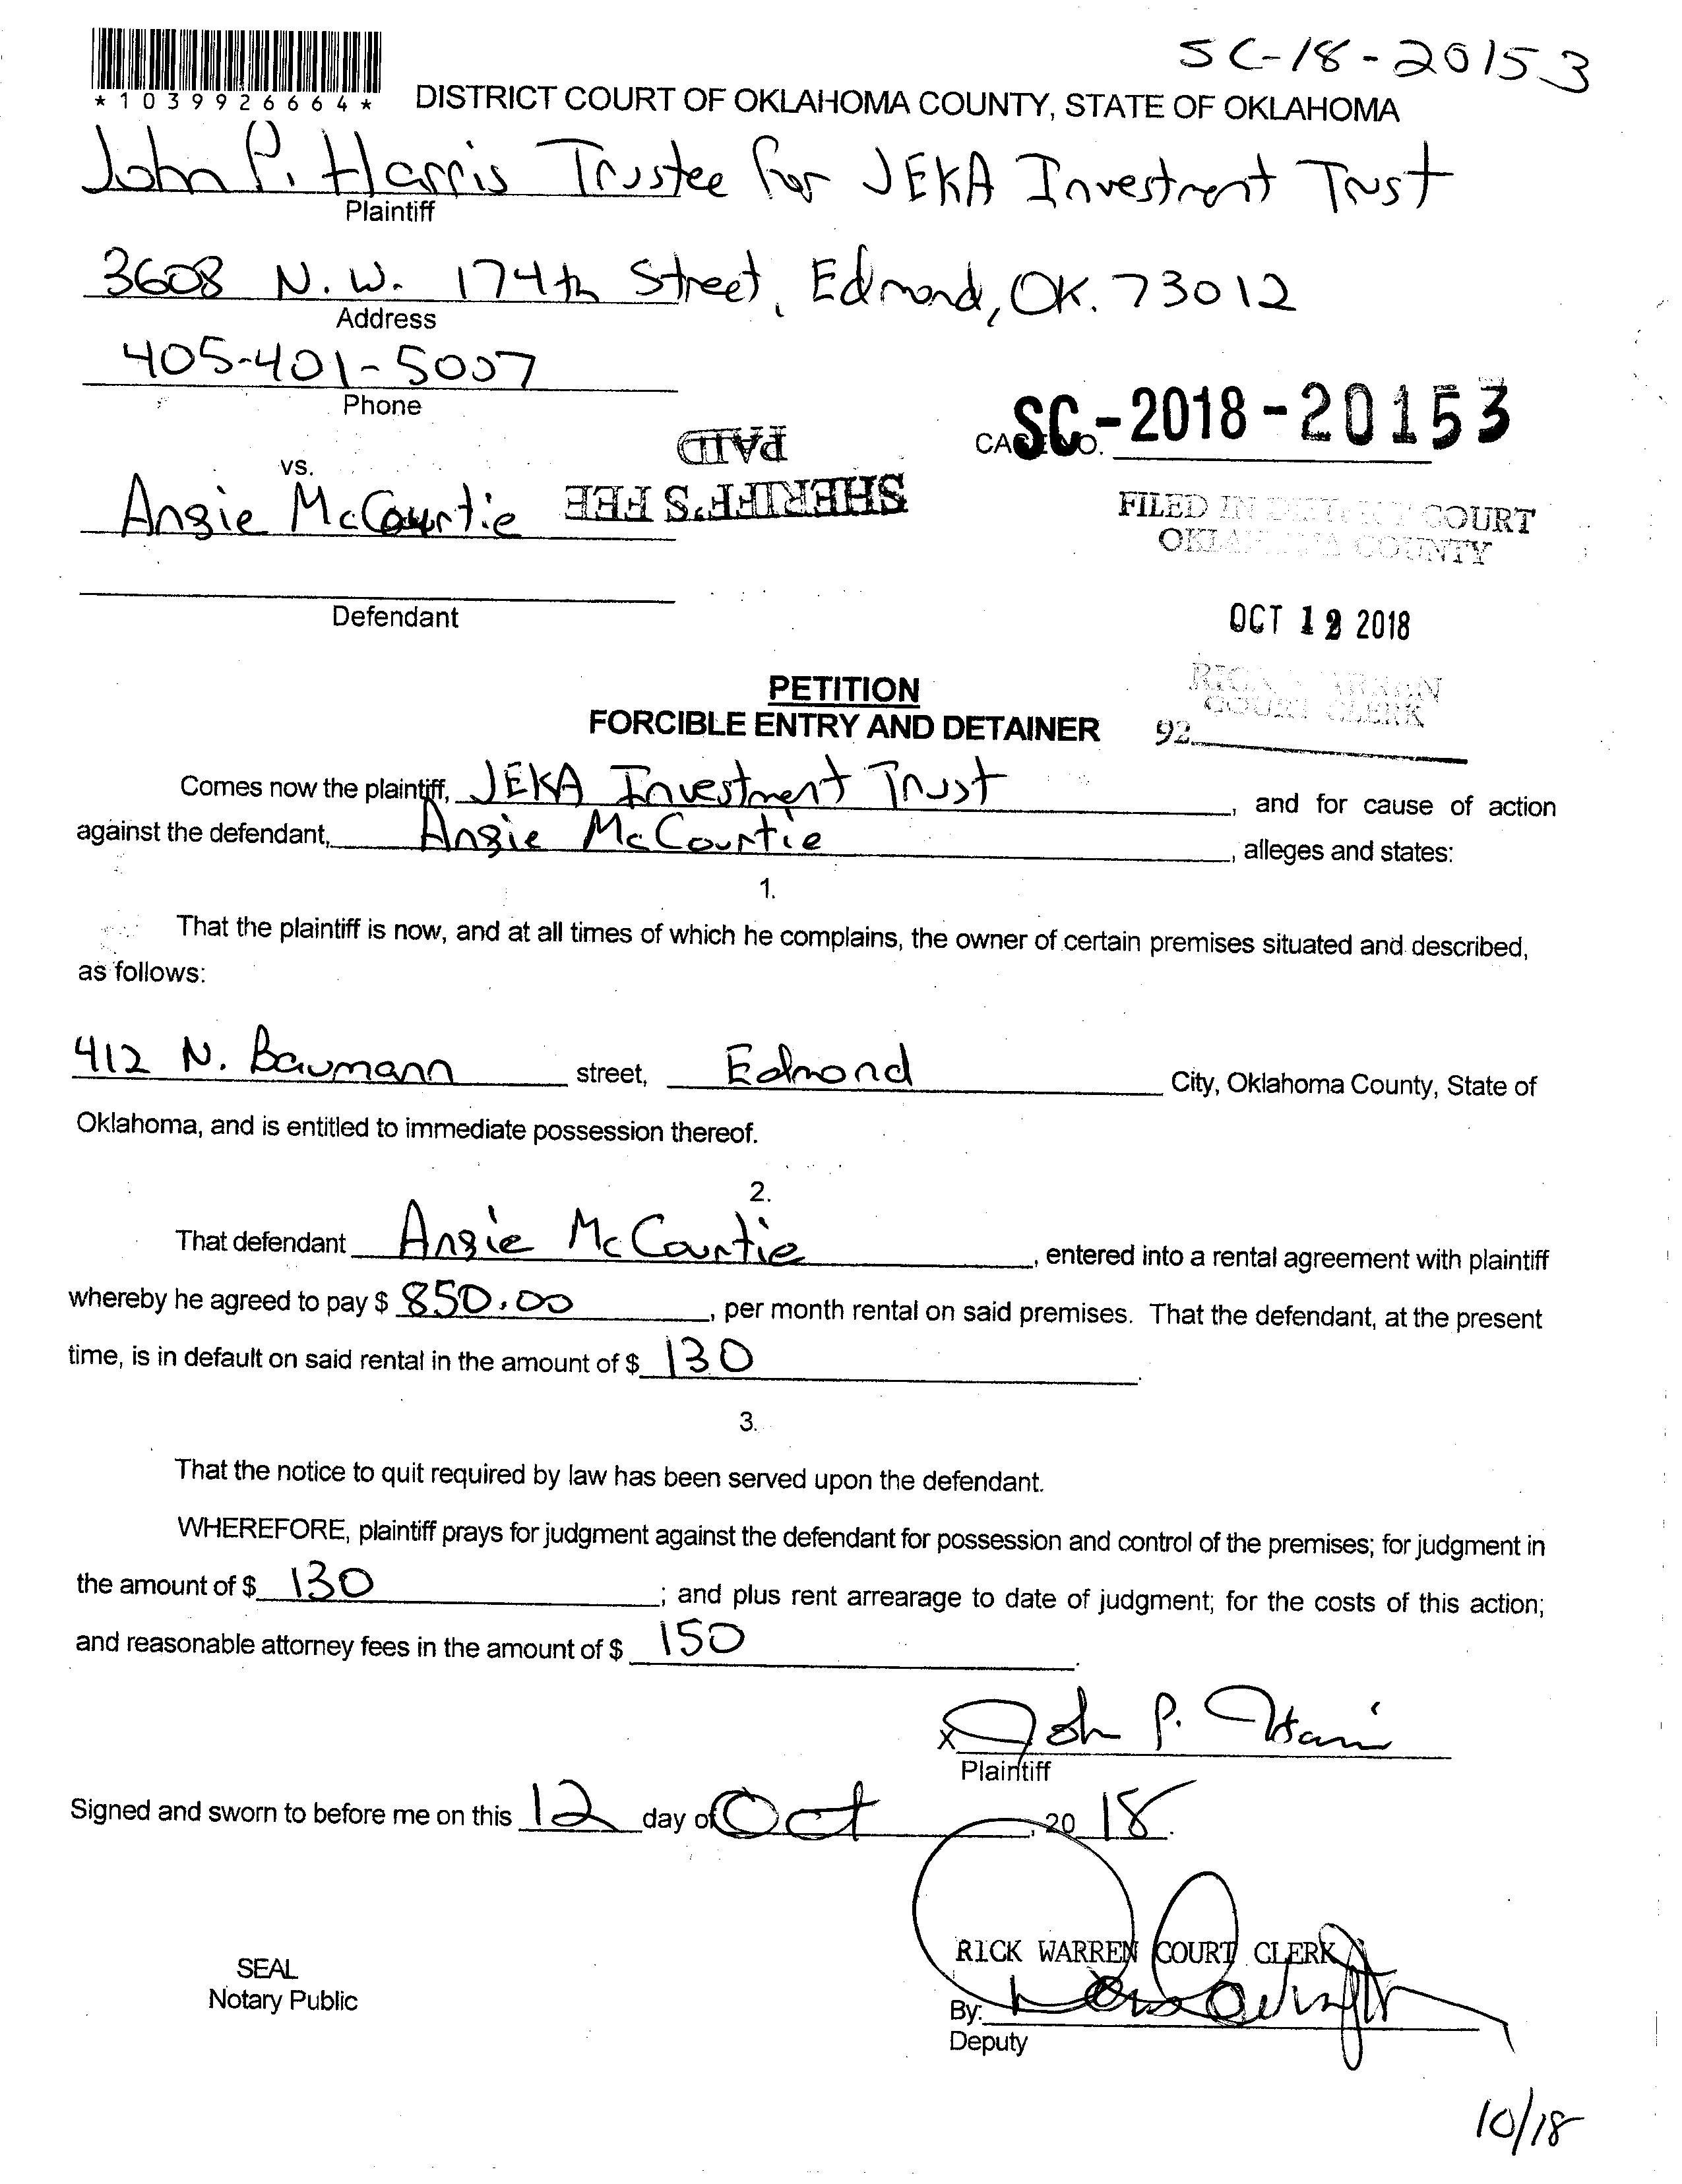 SC-18-20153
*1039926664*
DISTRICT COURT OF OKLAHOMA COUNTY, STATE OF OKLAHOMA
John P. Harris Trustee for JEKA Investment Trust
Plaintiff
3608 N.W. 174th Street, Edmond, OK. 73012
Address
405-401-5007
Phone
CASE NO. SC-2018-20153
PAID
SHERIFF'S FEE
vs.
Angie McCourtie
FILED IN DISTRICT COURT
OKLAHOMA COUNTY
Defendant
OCT 12 2018
PETITION
RICK WARREN
COURT CLERK
FORCIBLE ENTRY AND DETAINER
92
Comes now the plaintiff, JEKA Investment Trust, and for cause of action
against the defendant, Angie McCourtie, alleges and states:
1.
That the plaintiff is now, and at all times of which he complains, the owner of certain premises situated and described,
as follows:
412 N. Baumann street, Edmond City, Oklahoma County, State of
Oklahoma, and is entitled to immediate possession thereof.
2.
That defendant Angie McCourtie, entered into a rental agreement with plaintiff
whereby he agreed to pay $ 850.00, per month rental on said premises. That the defendant, at the present
time, is in default on said rental in the amount of $ 130.
3.
That the notice to quit required by law has been served upon the defendant.
WHEREFORE, plaintiff prays for judgment against the defendant for possession and control of the premises; for judgment in
the amount of $ 130; and plus rent arrearage to date of judgment; for the costs of this action;
and reasonable attorney fees in the amount of $ 150.
X John P. Harris
Plaintiff
Signed and sworn to before me on this 12 day of Oct, 20 18.
RICK WARREN COURT CLERK
SEAL
Notary Public
By:
Deputy
10/18